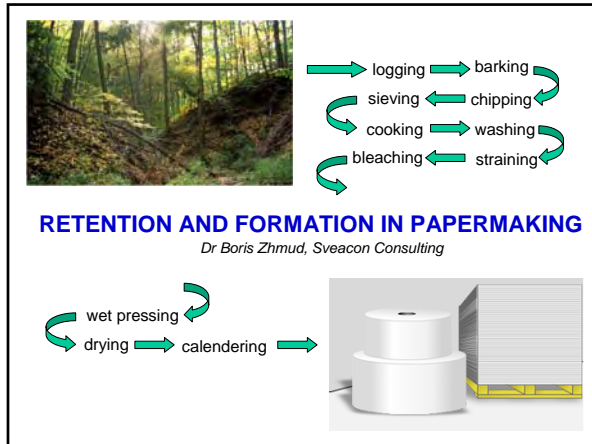 logging barking
sieving chipping
cooking washing
bleaching straining
RETENTION AND FORMATION IN PAPERMAKING
Dr Boris Zhmud, Sveacon Consulting
wet pressing
drying calendering